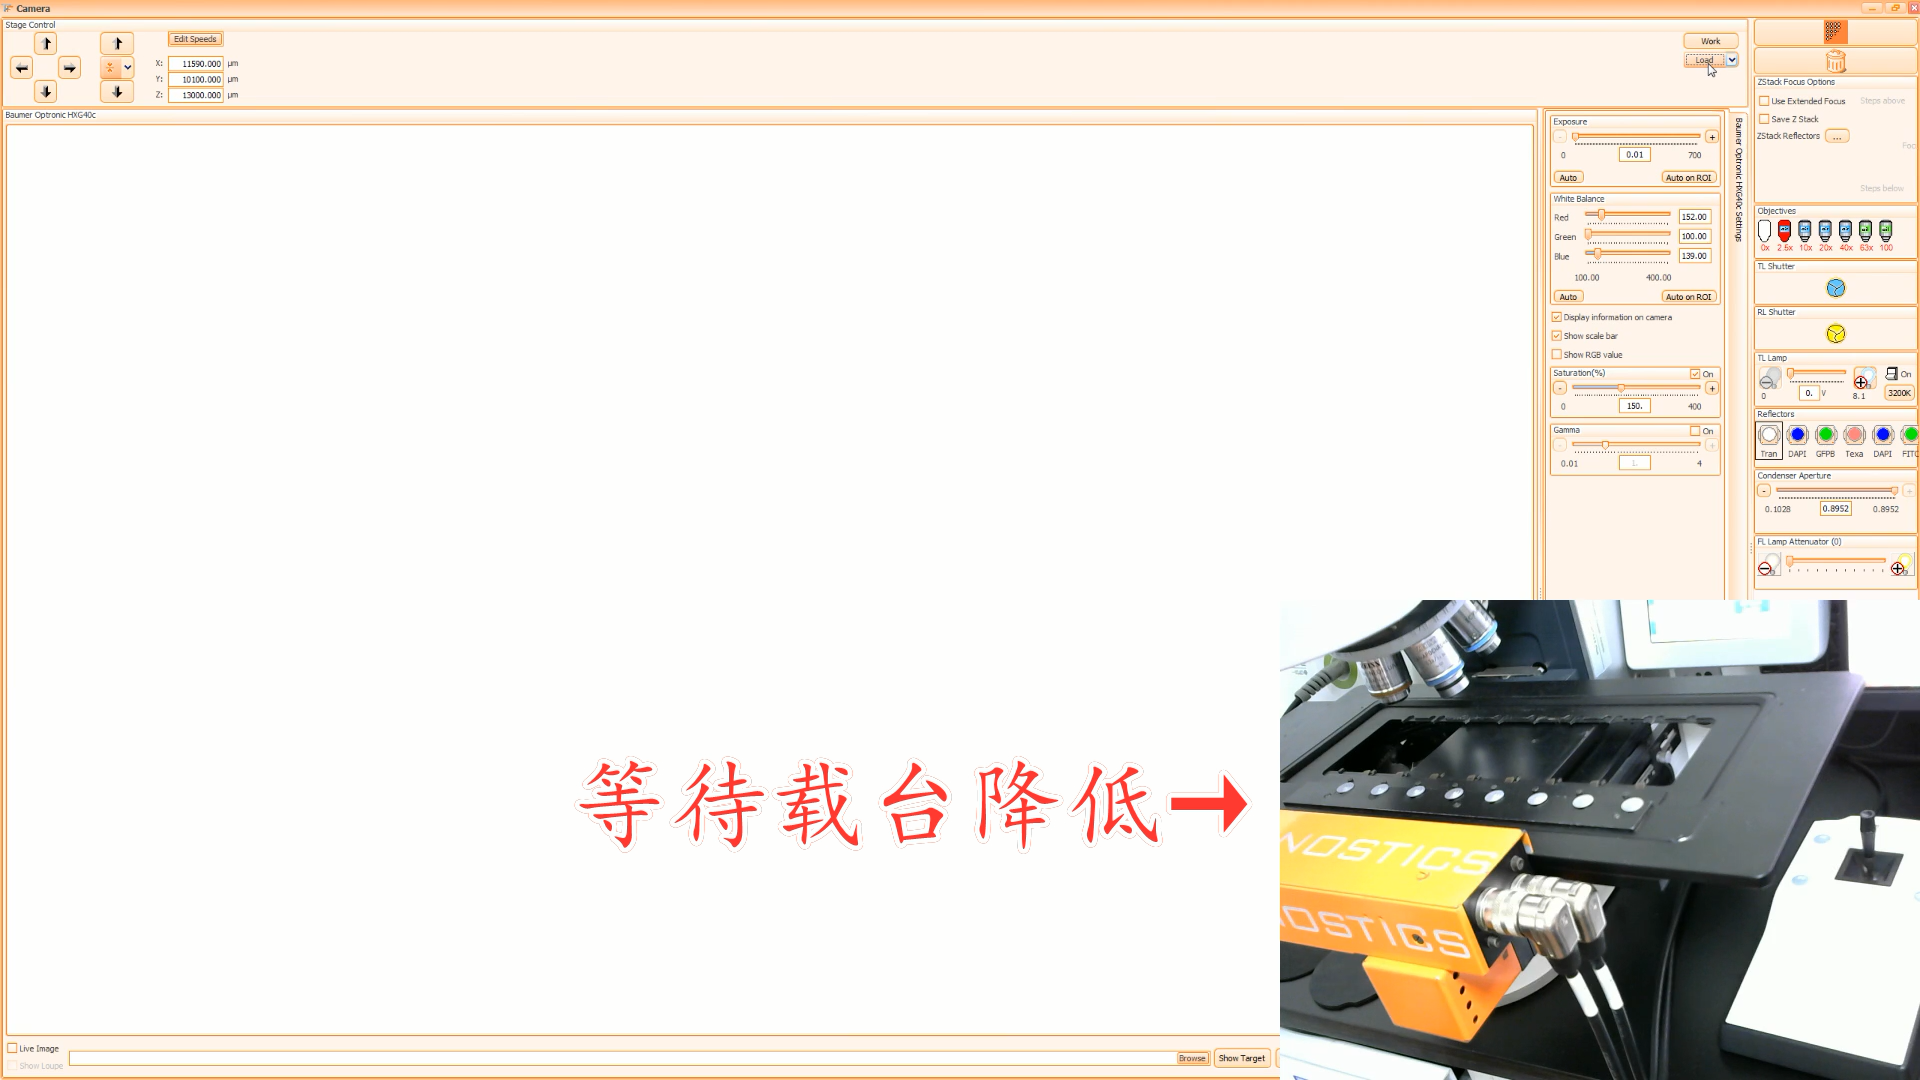 Camera
Stage Control
Edit Speeds
X: 11590.000 µm
Y: 10100.000 µm
Z: 13000.000 µm
Work
Load
Baumer Optronic HXG40c
Exposure
0 0.01 700
Auto Auto on ROI
White Balance
Red 152.00
Green 100.00
Blue 139.00
100.00 400.00
Auto Auto on ROI
Display information on camera
Show scale bar
Show RGB value
Saturation(%) On
0 150. 400
Gamma On
0.01 1. 4
Baumer Optronic HXG40c Settings
ZStack Focus Options
Use Extended Focus Steps above
Save Z Stack
ZStack Reflectors ...
Foc
Steps below
Objectives
0x 2.5x 10x 20x 40x 63x 100
TL Shutter
RL Shutter
TL Lamp
On
0 0. V 8.1 3200K
Reflectors
Tran DAPI GFPB Texa DAPI FITC
Condenser Aperture
0.1028 0.8952 0.8952
FL Lamp Attenuator (0)
等待载台降低→
NOSTICS
OSTICS
Live Image
Show Loupe
Browse Show Target